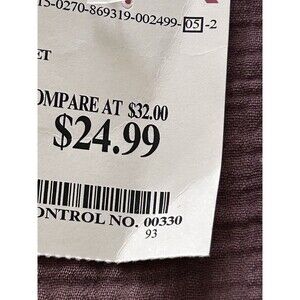 15-0270-869319-002499-05-2
ET
OMPARE AT $32.00
$24.99
ONTROL NO. 00330
93